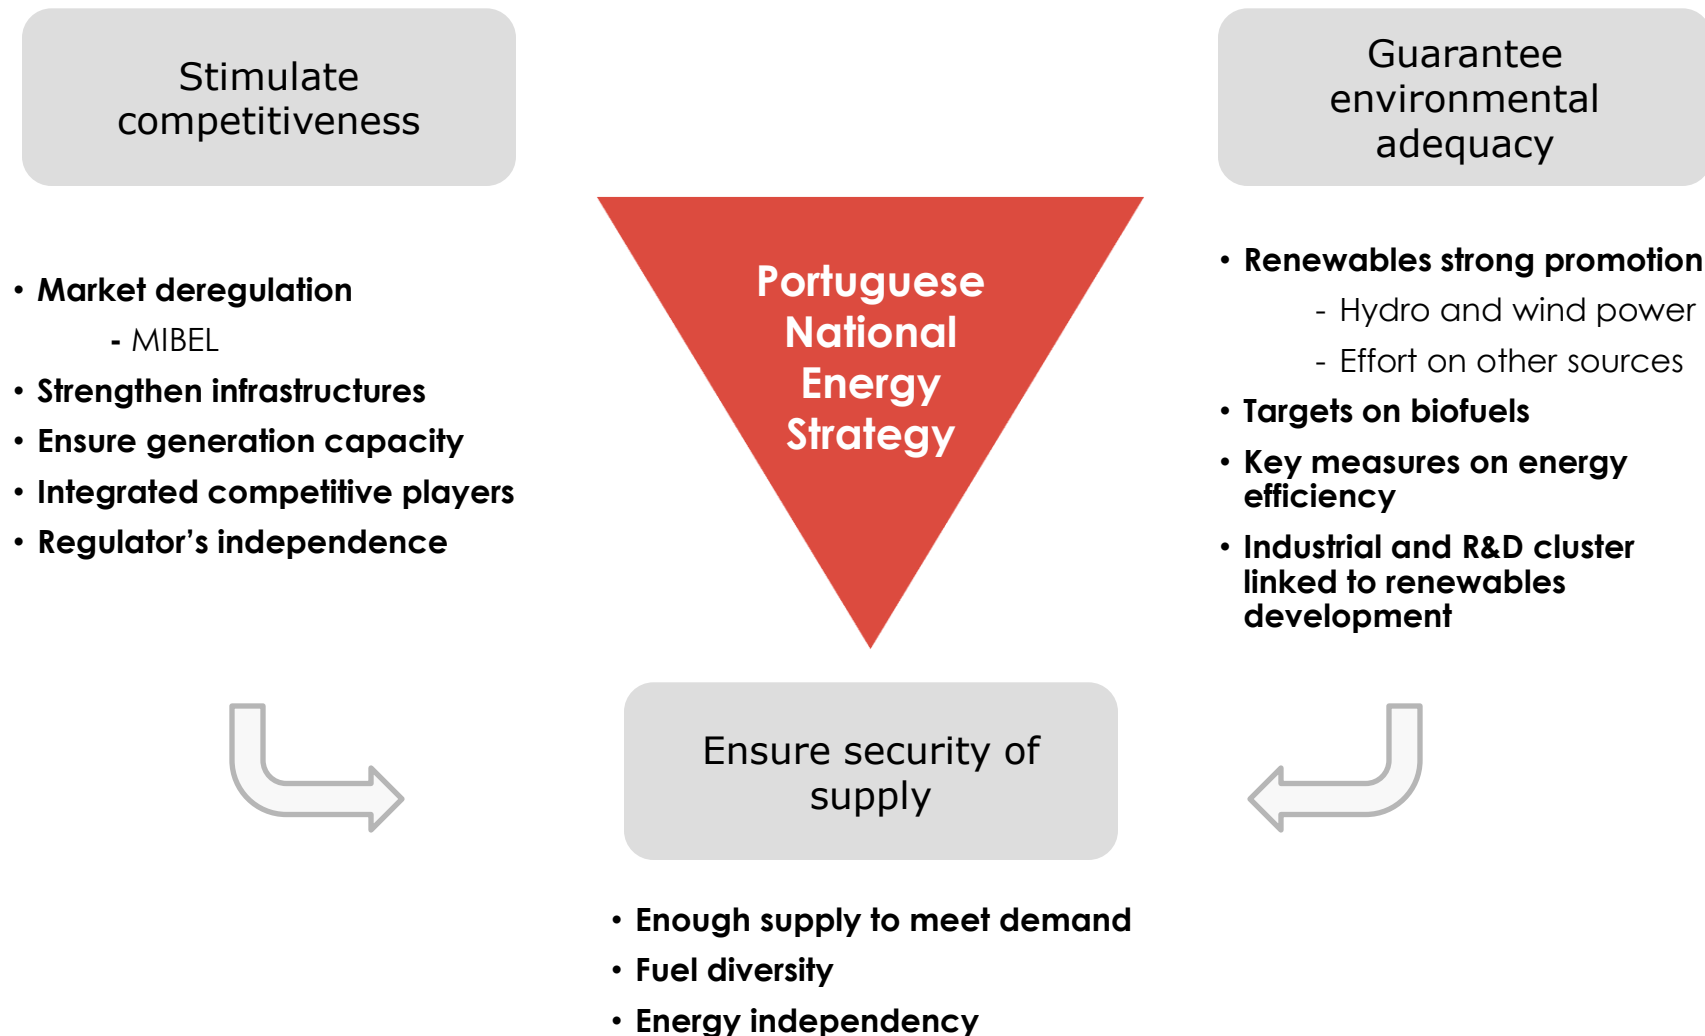 Stimulate
competitiveness
• Market deregulation
- MIBEL
• Strengthen infrastructures
• Ensure generation capacity
• Integrated competitive players
• Regulator’s independence
Portuguese
National
Energy
Strategy
Guarantee
environmental
adequacy
• Renewables strong promotion
- Hydro and wind power
- Effort on other sources
• Targets on biofuels
• Key measures on energy
efficiency
• Industrial and R&D cluster
linked to renewables
development
Ensure security of
supply
• Enough supply to meet demand
• Fuel diversity
• Energy independency